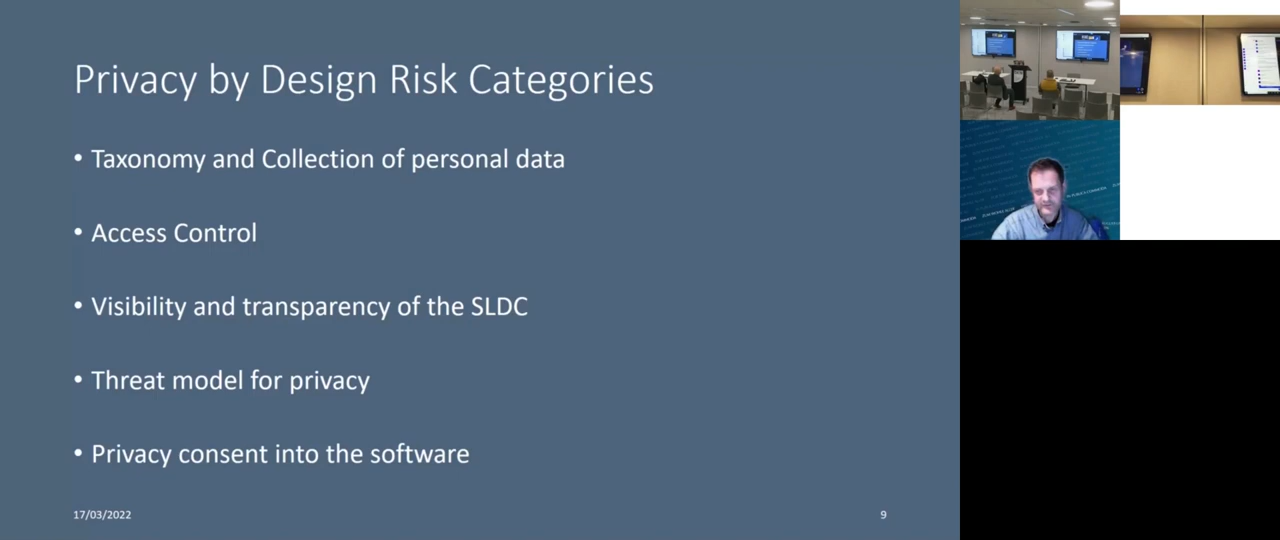 Privacy by Design Risk Categories
• Taxonomy and Collection of personal data
• Access Control
• Visibility and transparency of the SLDC
• Threat model for privacy
• Privacy consent into the software
17/03/2022
9